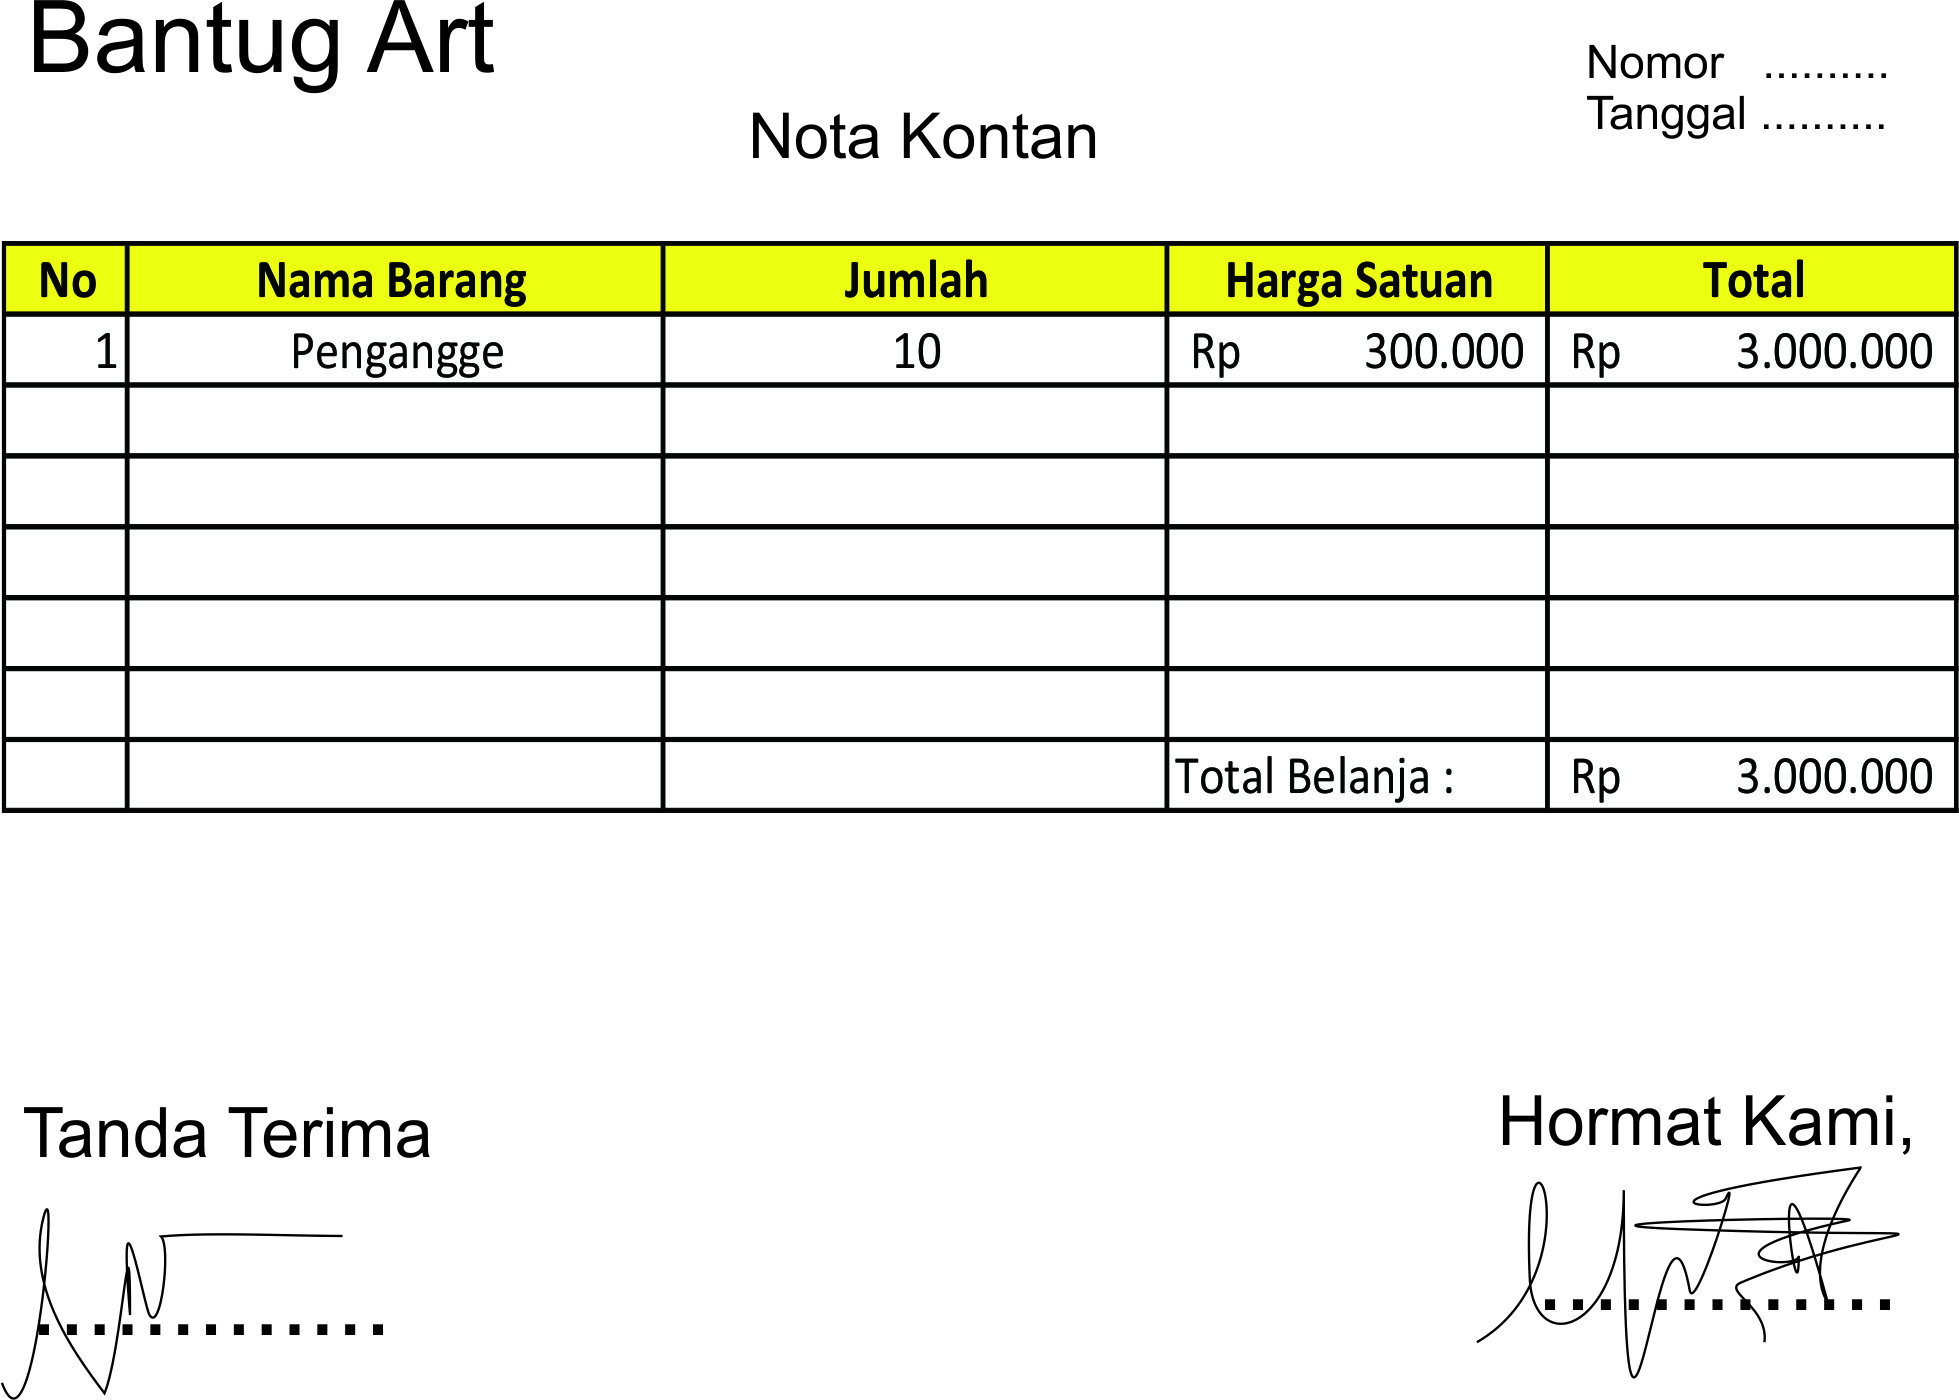 Bantug Art
Nomor ..........
Tanggal ..........
Nota Kontan
No Nama Barang Jumlah Harga Satuan Total
1 Pengangge 10 Rp 300.000 Rp 3.000.000
Total Belanja : Rp 3.000.000
Tanda Terima
Hormat Kami,
.............
.............